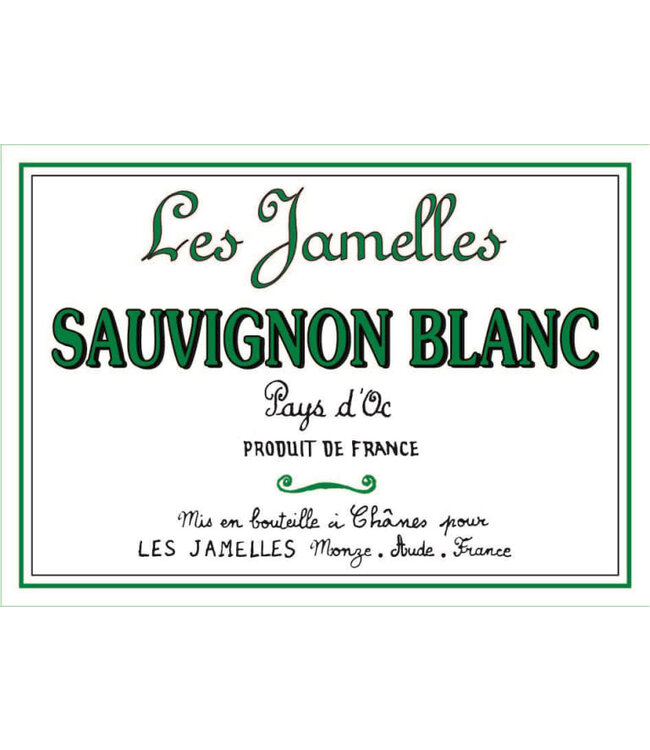 Les Jamelles
SAUVIGNON BLANC
Pays d'Oc
PRODUIT DE FRANCE
Mis en bouteille à Chânes pour
LES JAMELLES Monze. Aude. France